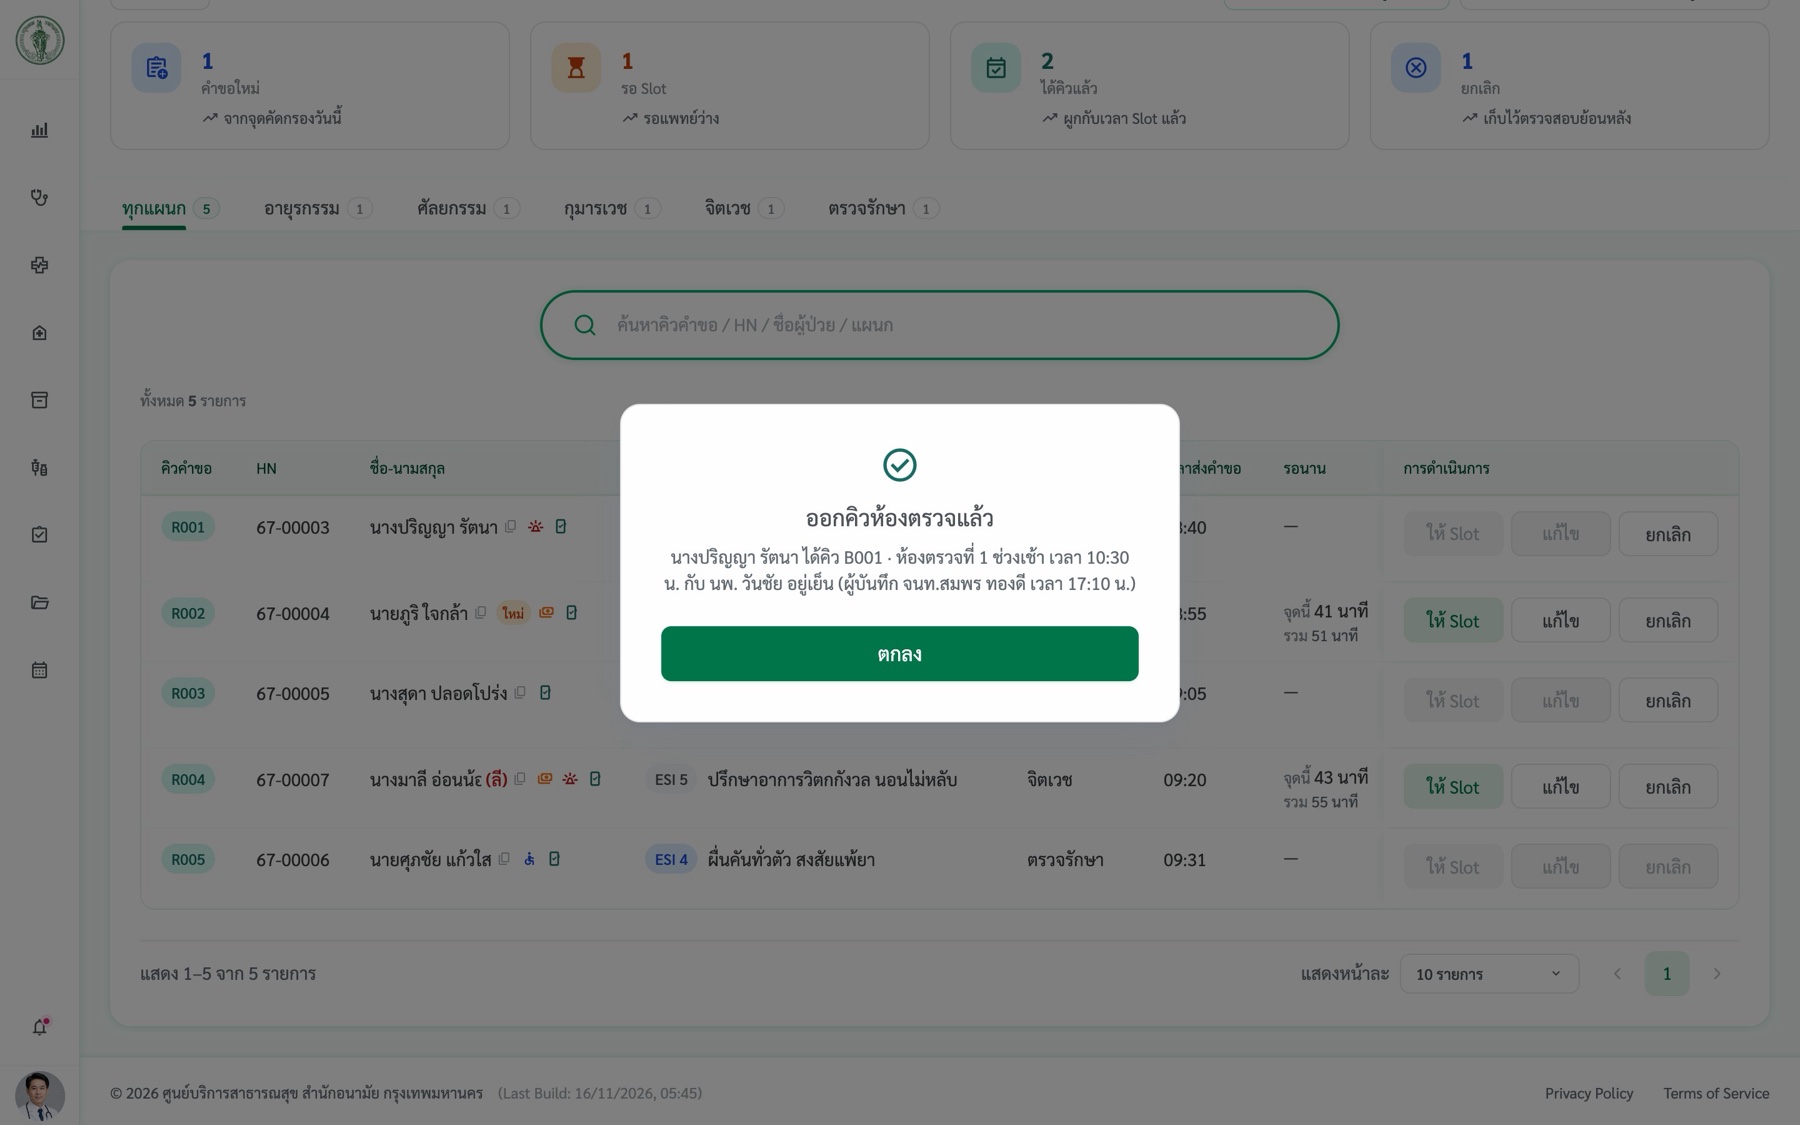 1
คำขอใหม่
จากจุดคัดกรองวันนี้
1
รอ Slot
รอแพทย์ว่าง
2
ได้คิวแล้ว
ผูกกับเวลา Slot แล้ว
1
ยกเลิก
เก็บไว้ตรวจสอบย้อนหลัง
ทุกแผนก 5 อายุรกรรม 1 ศัลยกรรม 1 กุมารเวช 1 จิตเวช 1 ตรวจรักษา 1
ค้นหาคิวคำขอ / HN / ชื่อผู้ป่วย / แผนก
ทั้งหมด 5 รายการ
คิวคำขอ HN ชื่อ-นามสกุล ลาส่งคำขอ รอนาน การดำเนินการ
R001 67-00003 นางปริญญา รัตนา :40 — ให้ Slot แก้ไข ยกเลิก
R002 67-00004 นายภูริ ใจกล้า ใหม่ :55 จุดนี้ 41 นาที รวม 51 นาที ให้ Slot แก้ไข ยกเลิก
R003 67-00005 นางสุดา ปลอดโปร่ง :05 — ให้ Slot แก้ไข ยกเลิก
R004 67-00007 นางมาลี อ่อนน้อ (ลี) ESI 5 ปรึกษาอาการวิตกกังวล นอนไม่หลับ จิตเวช 09:20 จุดนี้ 43 นาที รวม 55 นาที ให้ Slot แก้ไข ยกเลิก
R005 67-00006 นายศุภชัย แก้วใส ESI 4 ผื่นคันทั่วตัว สงสัยแพ้ยา ตรวจรักษา 09:31 — ให้ Slot แก้ไข ยกเลิก
ออกคิวห้องตรวจแล้ว
นางปริญญา รัตนา ได้คิว B001 · ห้องตรวจที่ 1 ช่วงเช้า เวลา 10:30
น. กับ นพ. วันชัย อยู่เย็น (ผู้บันทึก จนท.สมพร ทองดี เวลา 17:10 น.)
ตกลง
แสดง 1–5 จาก 5 รายการ แสดงหน้าละ 10 รายการ 1
© 2026 ศูนย์บริการสาธารณสุข สำนักอนามัย กรุงเทพมหานคร (Last Build: 16/11/2026, 05:45) Privacy Policy Terms of Service